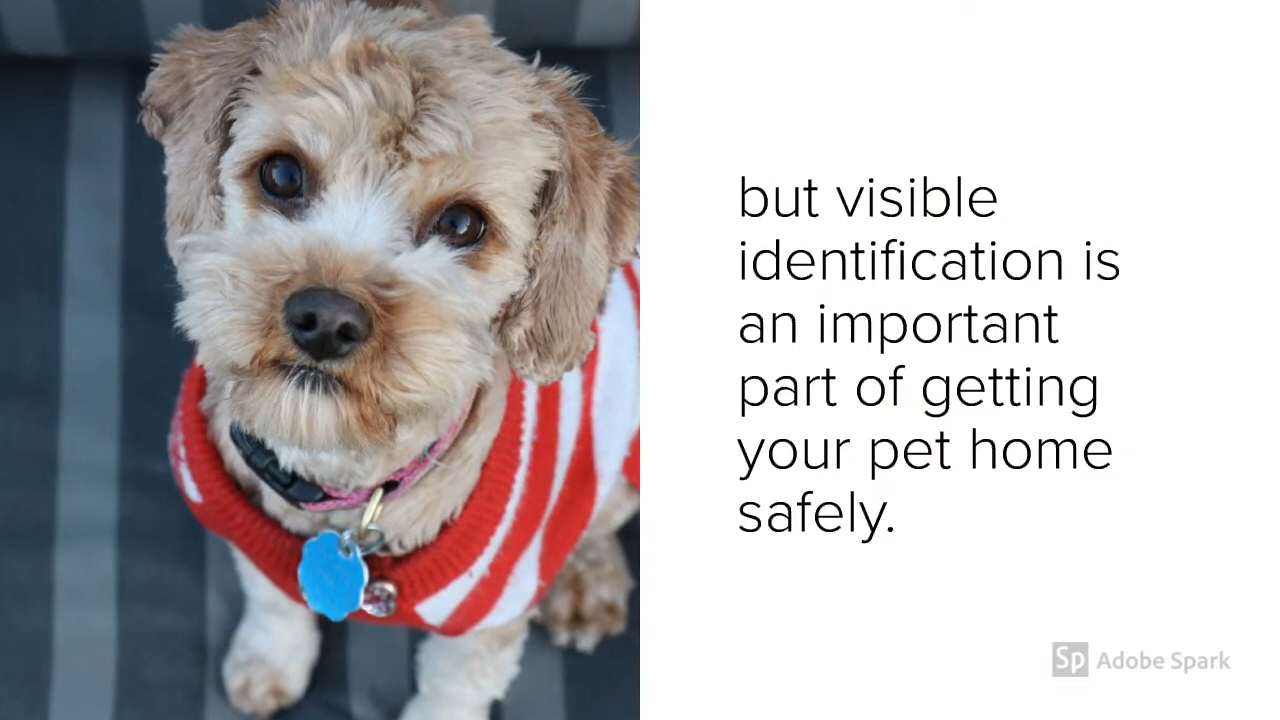 but visible
identification is
an important
part of getting
your pet home
safely.
Sp Adobe Spark